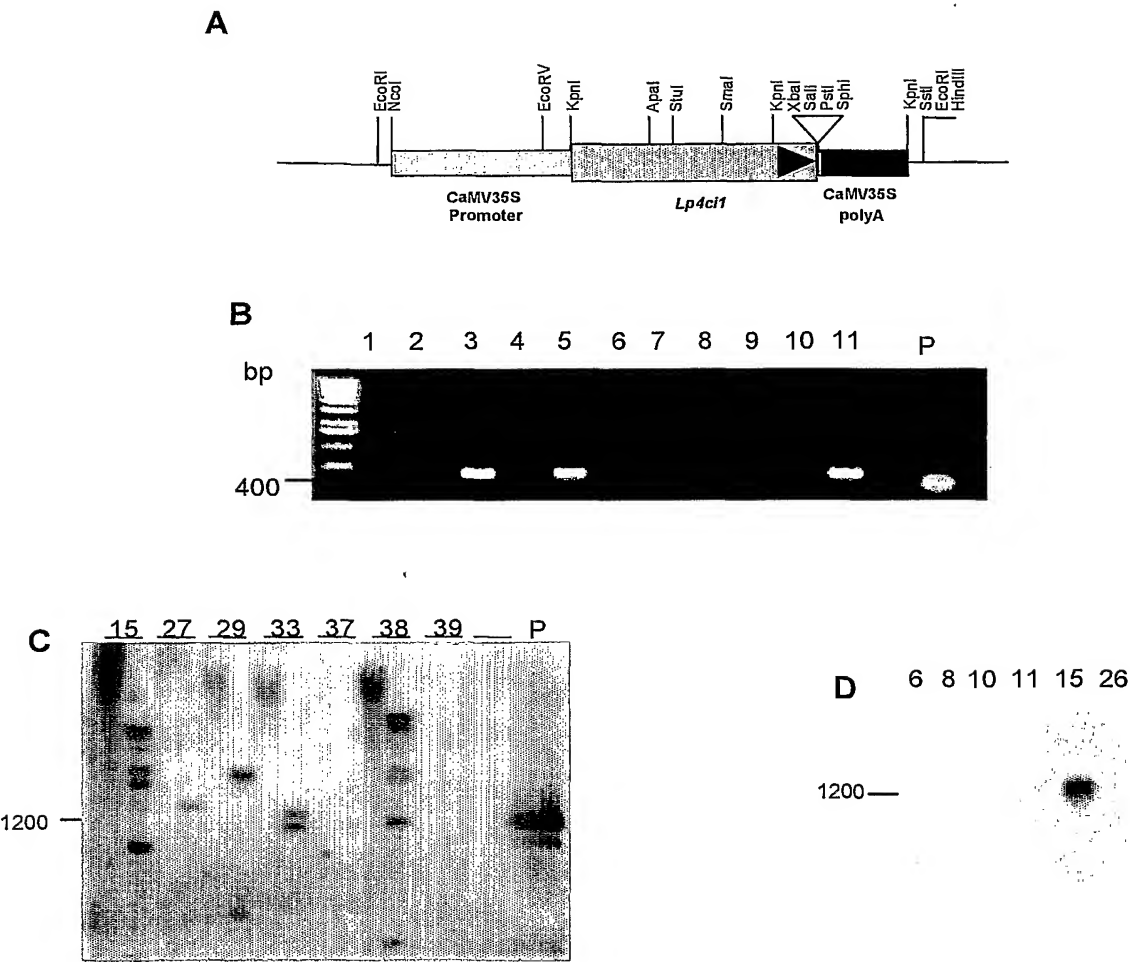 A
EcoRI
NcoI
EcoRV
KpnI
ApaI
StuI
SmaI
KpnI
XbaI
SalI
PstI
SphI
KpnI
SstI
EcoRI
HindIII
CaMV35S
Promoter
Lp4ci1
CaMV35S
polyA
B
1 2 3 4 5 6 7 8 9 10 11 P
bp
400
C
15 27 29 33 37 38 39 P
1200
D
6 8 10 11 15 26
1200